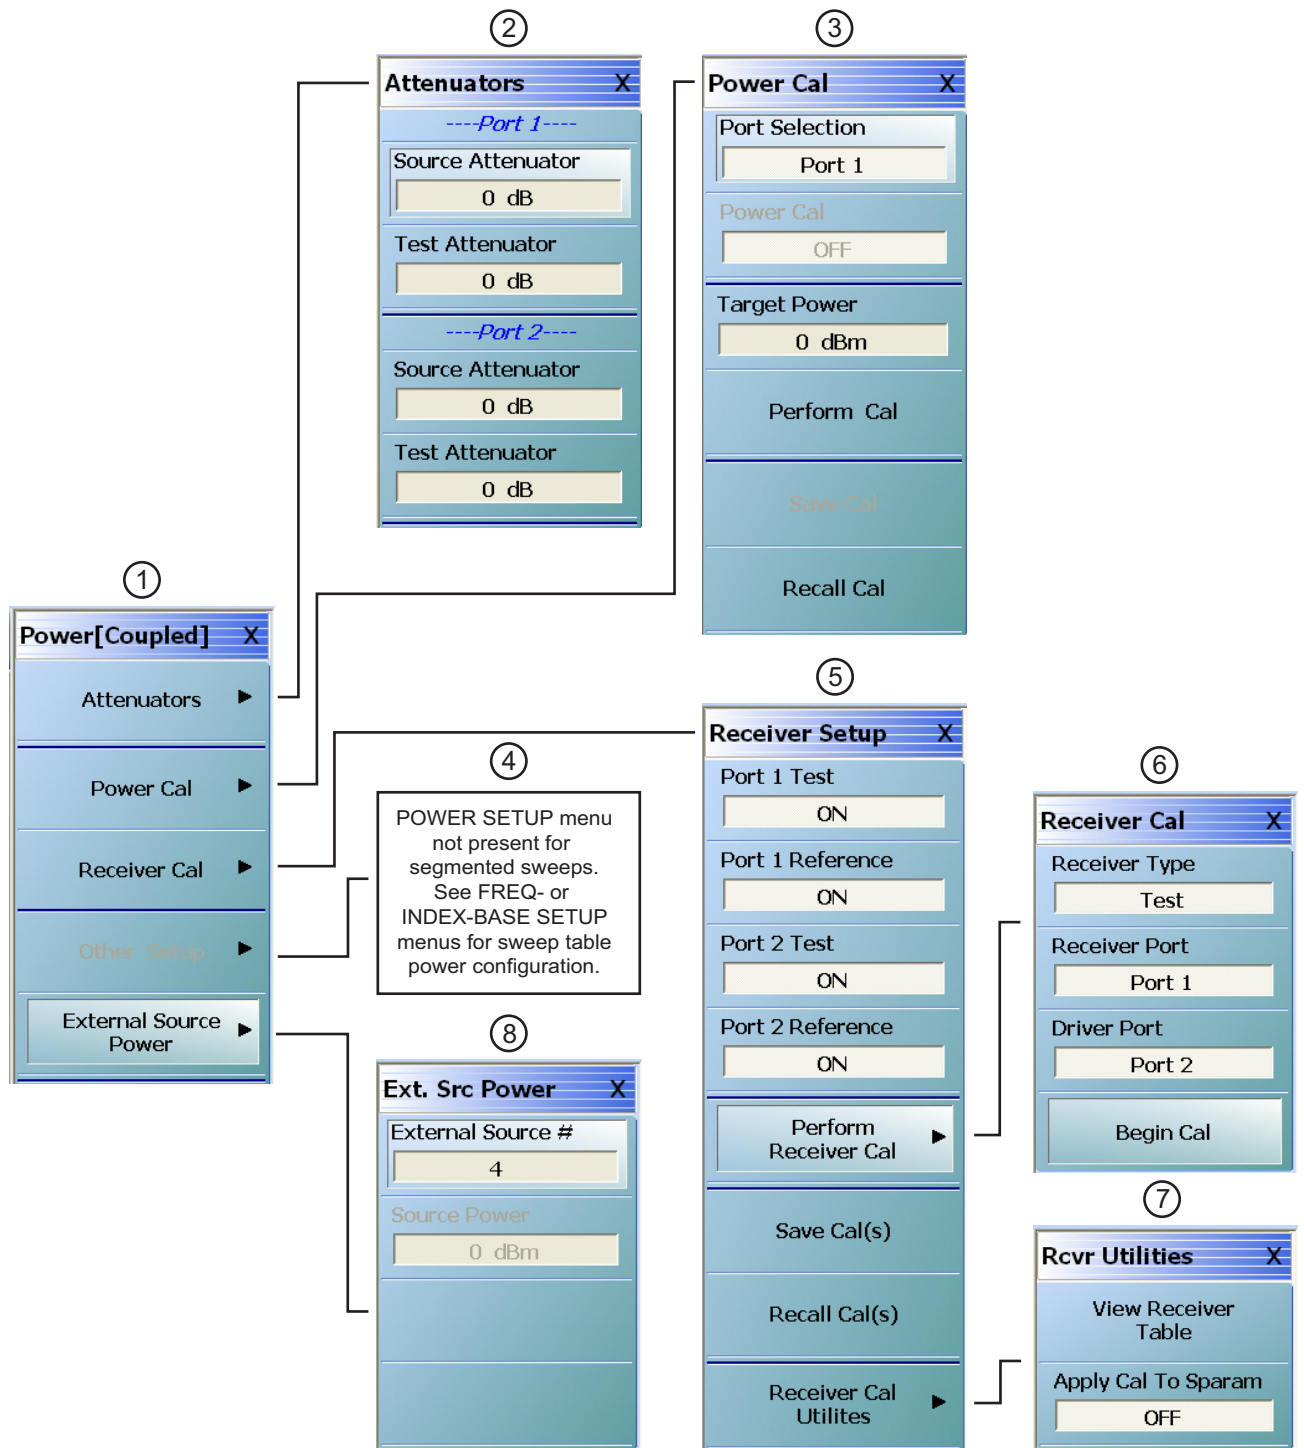 1
Power[Coupled] X
Attenuators
Power Cal
Receiver Cal
Other Setup
External Source
Power
2
Attenuators X
----Port 1----
Source Attenuator
0 dB
Test Attenuator
0 dB
----Port 2----
Source Attenuator
0 dB
Test Attenuator
0 dB
3
Power Cal X
Port Selection
Port 1
Power Cal
OFF
Target Power
0 dBm
Perform Cal
Save Cal
Recall Cal
4
POWER SETUP menu
not present for
segmented sweeps.
See FREQ- or
INDEX-BASE SETUP
menus for sweep table
power configuration.
5
Receiver Setup X
Port 1 Test
ON
Port 1 Reference
ON
Port 2 Test
ON
Port 2 Reference
ON
Perform
Receiver Cal
Save Cal(s)
Recall Cal(s)
Receiver Cal
Utilites
6
Receiver Cal X
Receiver Type
Test
Receiver Port
Port 1
Driver Port
Port 2
Begin Cal
7
Rcvr Utilities X
View Receiver
Table
Apply Cal To Sparam
OFF
8
Ext. Src Power X
External Source #
4
Source Power
0 dBm